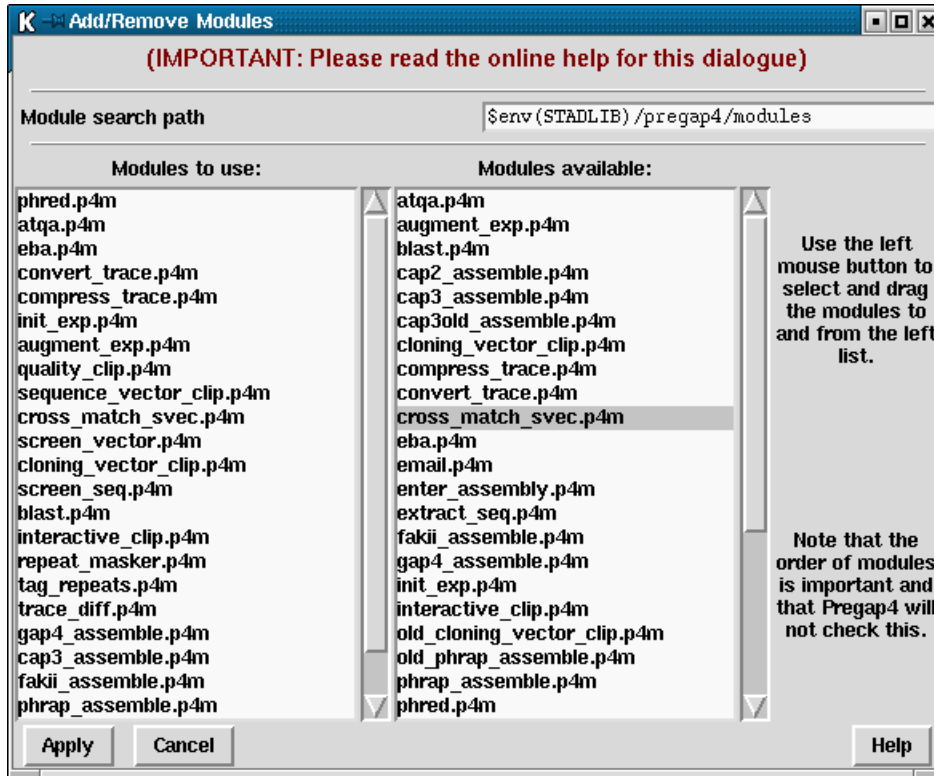 Add/Remove Modules
(IMPORTANT: Please read the online help for this dialogue)
Module search path
$env(STADLIB)/pregap4/modules
Modules to use:
phred.p4m
atqa.p4m
eba.p4m
convert_trace.p4m
compress_trace.p4m
init_exp.p4m
augment_exp.p4m
quality_clip.p4m
sequence_vector_clip.p4m
cross_match_svec.p4m
screen_vector.p4m
cloning_vector_clip.p4m
screen_seq.p4m
blast.p4m
interactive_clip.p4m
repeat_masker.p4m
tag_repeats.p4m
trace_diff.p4m
gap4_assemble.p4m
cap3_assemble.p4m
fakii_assemble.p4m
phrap_assemble.p4m
Modules available:
atqa.p4m
augment_exp.p4m
blast.p4m
cap2_assemble.p4m
cap3_assemble.p4m
cap3old_assemble.p4m
cloning_vector_clip.p4m
compress_trace.p4m
convert_trace.p4m
cross_match_svec.p4m
eba.p4m
email.p4m
enter_assembly.p4m
extract_seq.p4m
fakii_assemble.p4m
gap4_assemble.p4m
init_exp.p4m
interactive_clip.p4m
old_cloning_vector_clip.p4m
old_phrap_assemble.p4m
phrap_assemble.p4m
phred.p4m
Use the left
mouse button to
select and drag
the modules to
and from the left
list.
Note that the
order of modules
is important and
that Pregap4 will
not check this.
Apply
Cancel
Help